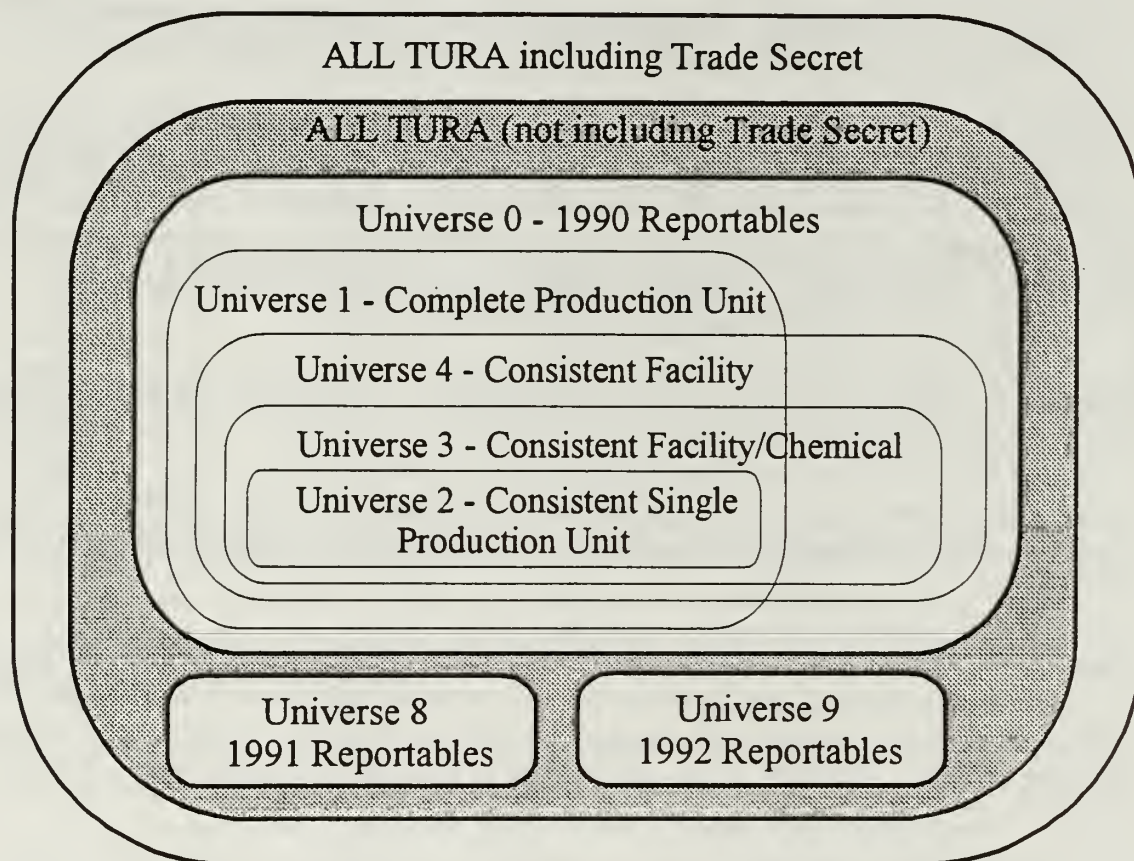 ALL TURA including Trade Secret
ALL TURA (not including Trade Secret)
Universe 0 - 1990 Reportables
Universe 1 - Complete Production Unit
Universe 4 - Consistent Facility
Universe 3 - Consistent Facility/Chemical
Universe 2 - Consistent Single
Production Unit
Universe 8
1991 Reportables
Universe 9
1992 Reportables